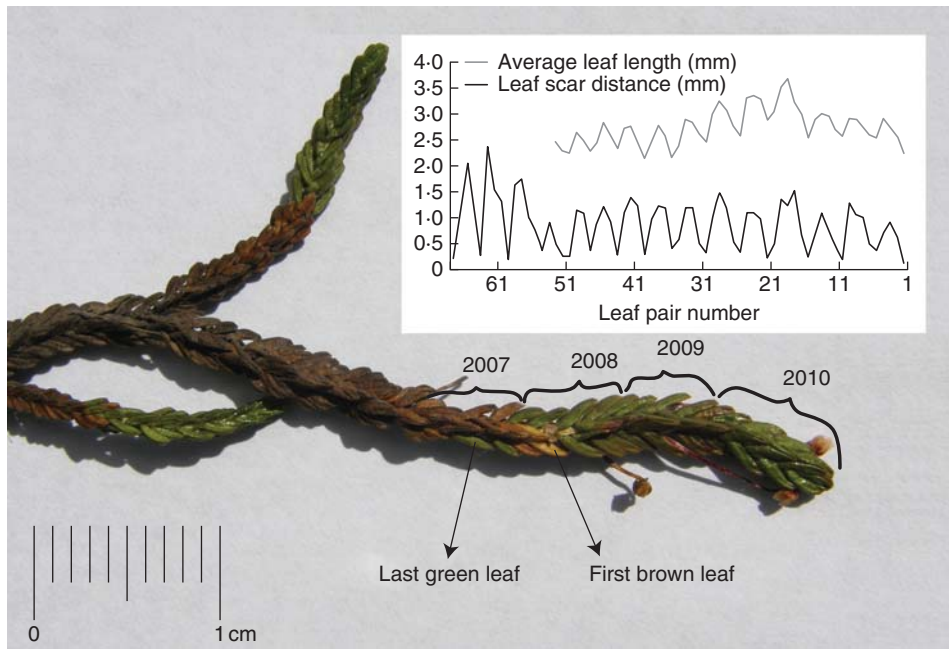 4·0
3·5
3·0
2·5
2·0
1·5
1·0
0·5
0
Average leaf length (mm)
Leaf scar distance (mm)
61 51 41 31 21 11 1
Leaf pair number
2007 2008 2009 2010
Last green leaf First brown leaf
0 1 cm